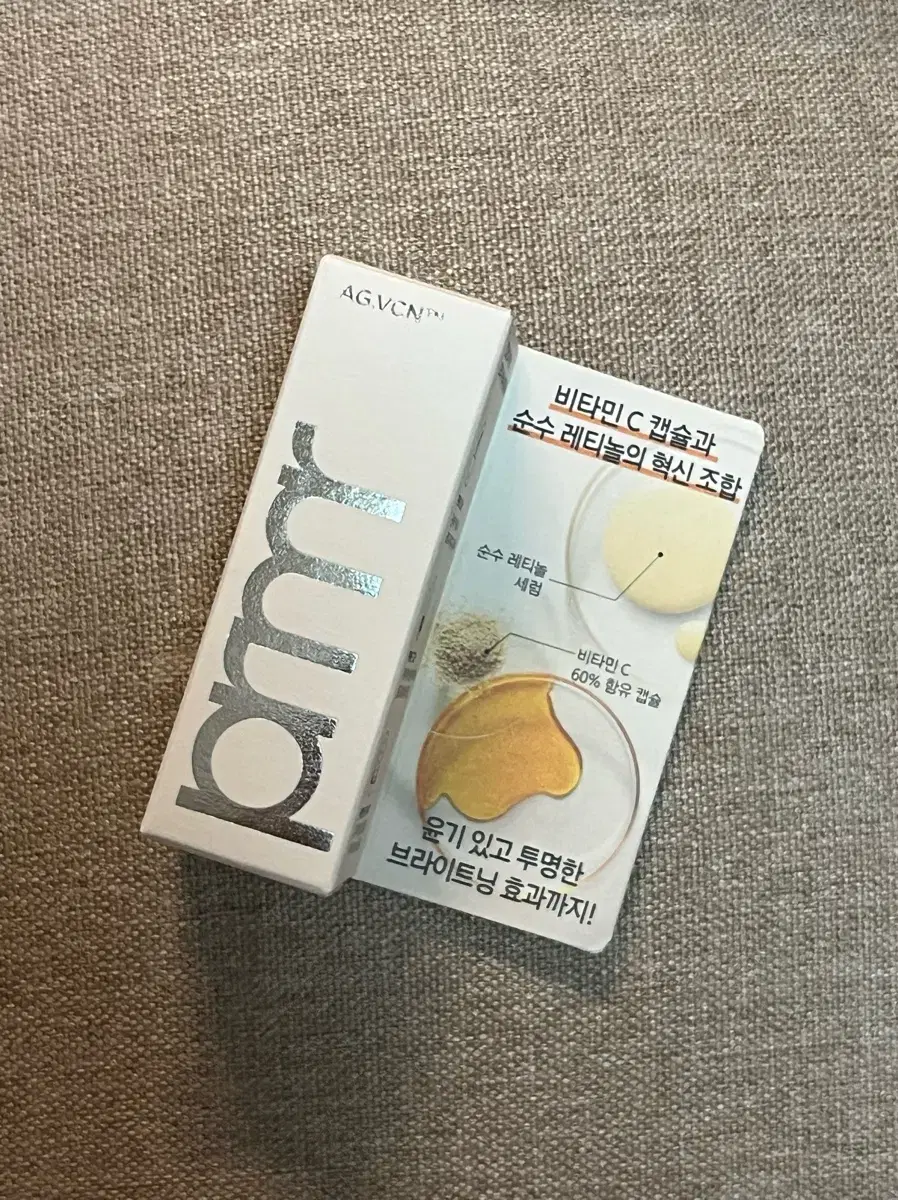 AG.VCN™
bmr
비타민 C 캡슐과
순수 레티놀의 혁신 조합
순수 레티놀
세럼
비타민 C
60% 함유 캡슐
윤기 있고 투명한
브라이트닝 효과까지!